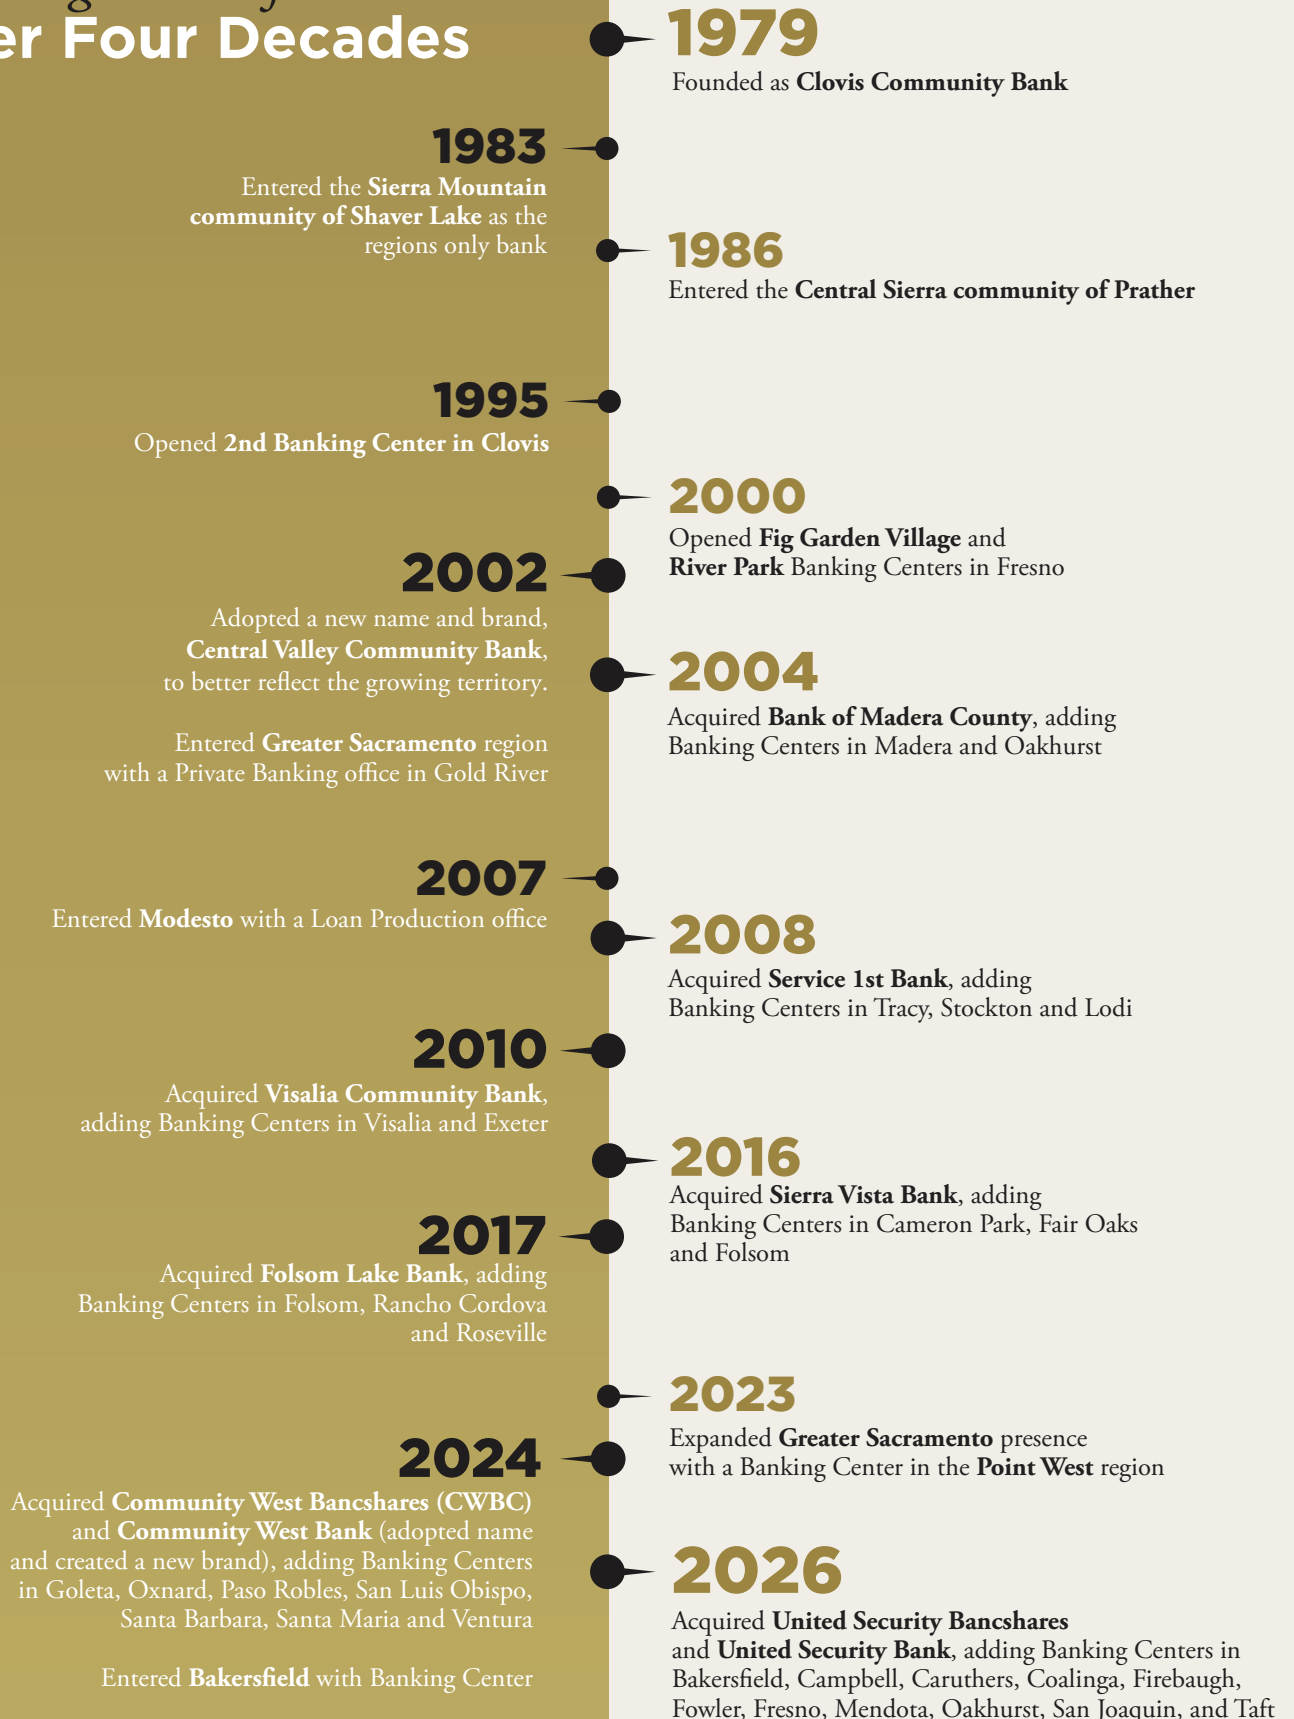 er Four Decades
1979
Founded as Clovis Community Bank
1983
Entered the Sierra Mountain
community of Shaver Lake as the
regions only bank
1986
Entered the Central Sierra community of Prather
1995
Opened 2nd Banking Center in Clovis
2000
Opened Fig Garden Village and
River Park Banking Centers in Fresno
2002
Adopted a new name and brand,
Central Valley Community Bank,
to better reflect the growing territory.
Entered Greater Sacramento region
with a Private Banking office in Gold River
2004
Acquired Bank of Madera County, adding
Banking Centers in Madera and Oakhurst
2007
Entered Modesto with a Loan Production office
2008
Acquired Service 1st Bank, adding
Banking Centers in Tracy, Stockton and Lodi
2010
Acquired Visalia Community Bank,
adding Banking Centers in Visalia and Exeter
2016
Acquired Sierra Vista Bank, adding
Banking Centers in Cameron Park, Fair Oaks
and Folsom
2017
Acquired Folsom Lake Bank, adding
Banking Centers in Folsom, Rancho Cordova
and Roseville
2023
Expanded Greater Sacramento presence
with a Banking Center in the Point West region
2024
Acquired Community West Bancshares (CWBC)
and Community West Bank (adopted name
and created a new brand), adding Banking Centers
in Goleta, Oxnard, Paso Robles, San Luis Obispo,
Santa Barbara, Santa Maria and Ventura
Entered Bakersfield with Banking Center
2026
Acquired United Security Bancshares
and United Security Bank, adding Banking Centers in
Bakersfield, Campbell, Caruthers, Coalinga, Firebaugh,
Fowler, Fresno, Mendota, Oakhurst, San Joaquin, and Taft